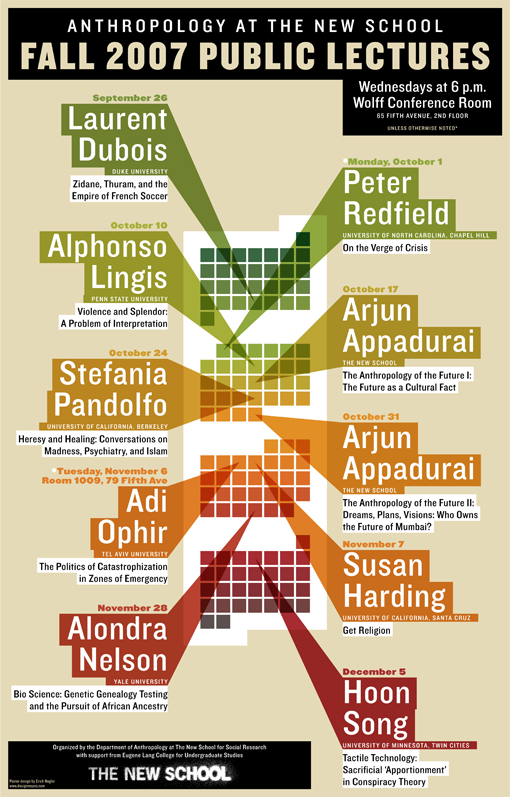 ANTHROPOLOGY AT THE NEW SCHOOL
FALL 2007 PUBLIC LECTURES
Wednesdays at 6 p.m.
Wolff Conference Room
65 FIFTH AVENUE, 2ND FLOOR
UNLESS OTHERWISE NOTED*
September 26
Laurent
Dubois
DUKE UNIVERSITY
Zidane, Thuram, and the
Empire of French Soccer
*Monday, October 1
Peter
Redfield
UNIVERSITY OF NORTH CAROLINA, CHAPEL HILL
On the Verge of Crisis
October 10
Alphonso
Lingis
PENN STATE UNIVERSITY
Violence and Splendor:
A Problem of Interpretation
October 17
Arjun
Appadurai
THE NEW SCHOOL
The Anthropology of the Future I:
The Future as a Cultural Fact
October 24
Stefania
Pandolfo
UNIVERSITY OF CALIFORNIA, BERKELEY
Heresy and Healing: Conversations on
Madness, Psychiatry, and Islam
October 31
Arjun
Appadurai
THE NEW SCHOOL
The Anthropology of the Future II:
Dreams, Plans, Visions: Who Owns
the Future of Mumbai?
*Tuesday, November 6
Room 1009, 79 Fifth Ave
Adi
Ophir
TEL AVIV UNIVERSITY
The Politics of Catastrophization
in Zones of Emergency
November 7
Susan
Harding
UNIVERSITY OF CALIFORNIA, SANTA CRUZ
Get Religion
November 28
Alondra
Nelson
YALE UNIVERSITY
Bio Science: Genetic Genealogy Testing
and the Pursuit of African Ancestry
December 5
Hoon
Song
UNIVERSITY OF MINNESOTA, TWIN CITIES
Tactile Technology:
Sacrificial 'Apportionment'
in Conspiracy Theory
Organized by the Department of Anthropology at The New School for Social Research
with support from Eugene Lang College for Undergraduate Studies
THE NEW SCHOOL
Poster design by Erich Nagler